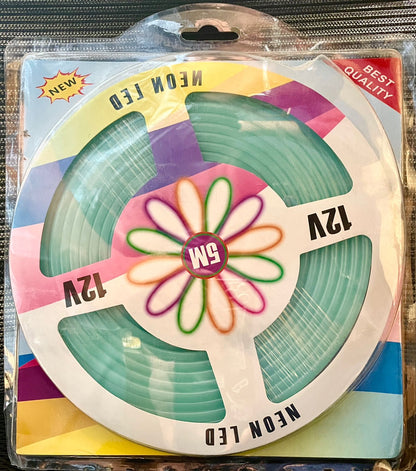 NEW
BEST
QUALITY
NEON LED
12V
5M
12V
NEON LED